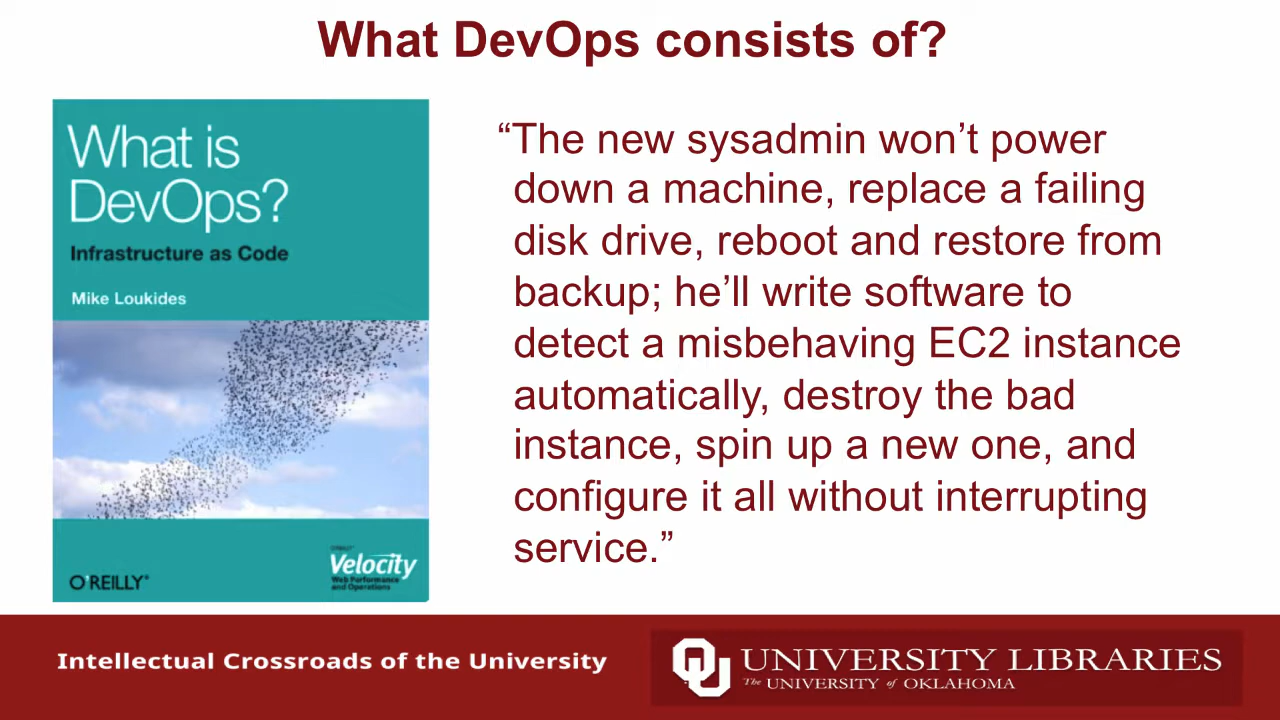 What DevOps consists of?
What is
DevOps?
Infrastructure as Code
Mike Loukides
O'REILLY®
O'REILLY®
Velocity
Web Performance
and Operations
“The new sysadmin won’t power
down a machine, replace a failing
disk drive, reboot and restore from
backup; he’ll write software to
detect a misbehaving EC2 instance
automatically, destroy the bad
instance, spin up a new one, and
configure it all without interrupting
service.”
Intellectual Crossroads of the University
OU
UNIVERSITY LIBRARIES
The UNIVERSITY of OKLAHOMA